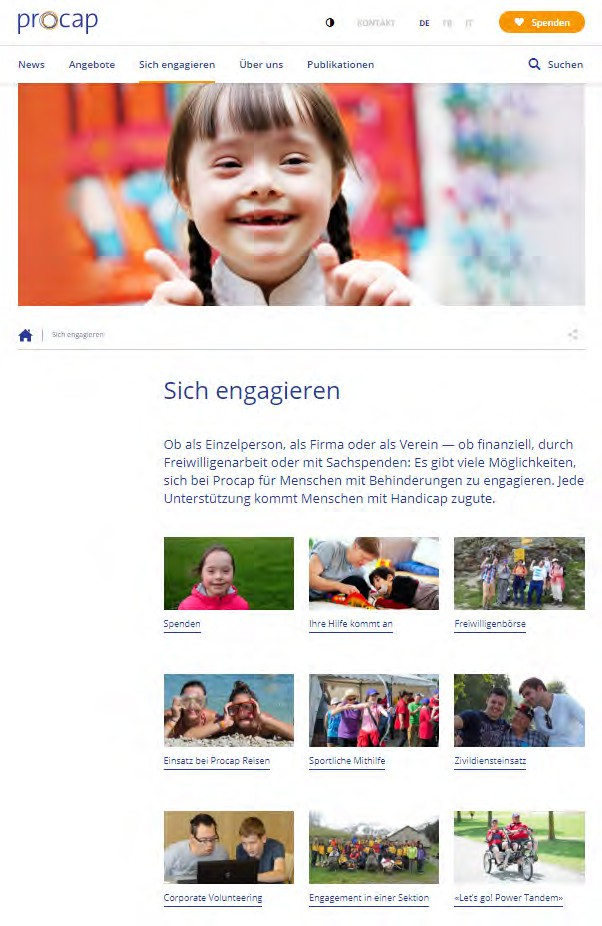 procap
KONTAKT DE FR IT Spenden
News Angebote Sich engagieren Über uns Publikationen Suchen
Sich engagieren
Sich engagieren
Ob als Einzelperson, als Firma oder als Verein — ob finanziell, durch
Freiwilligenarbeit oder mit Sachspenden: Es gibt viele Möglichkeiten,
sich bei Procap für Menschen mit Behinderungen zu engagieren. Jede
Unterstützung kommt Menschen mit Handicap zugute.
Spenden Ihre Hilfe kommt an Freiwilligenbörse
Einsatz bei Procap Reisen Sportliche Mithilfe Zivildiensteinsatz
Corporate Volunteering Engagement in einer Sektion «Let's go! Power Tandem»